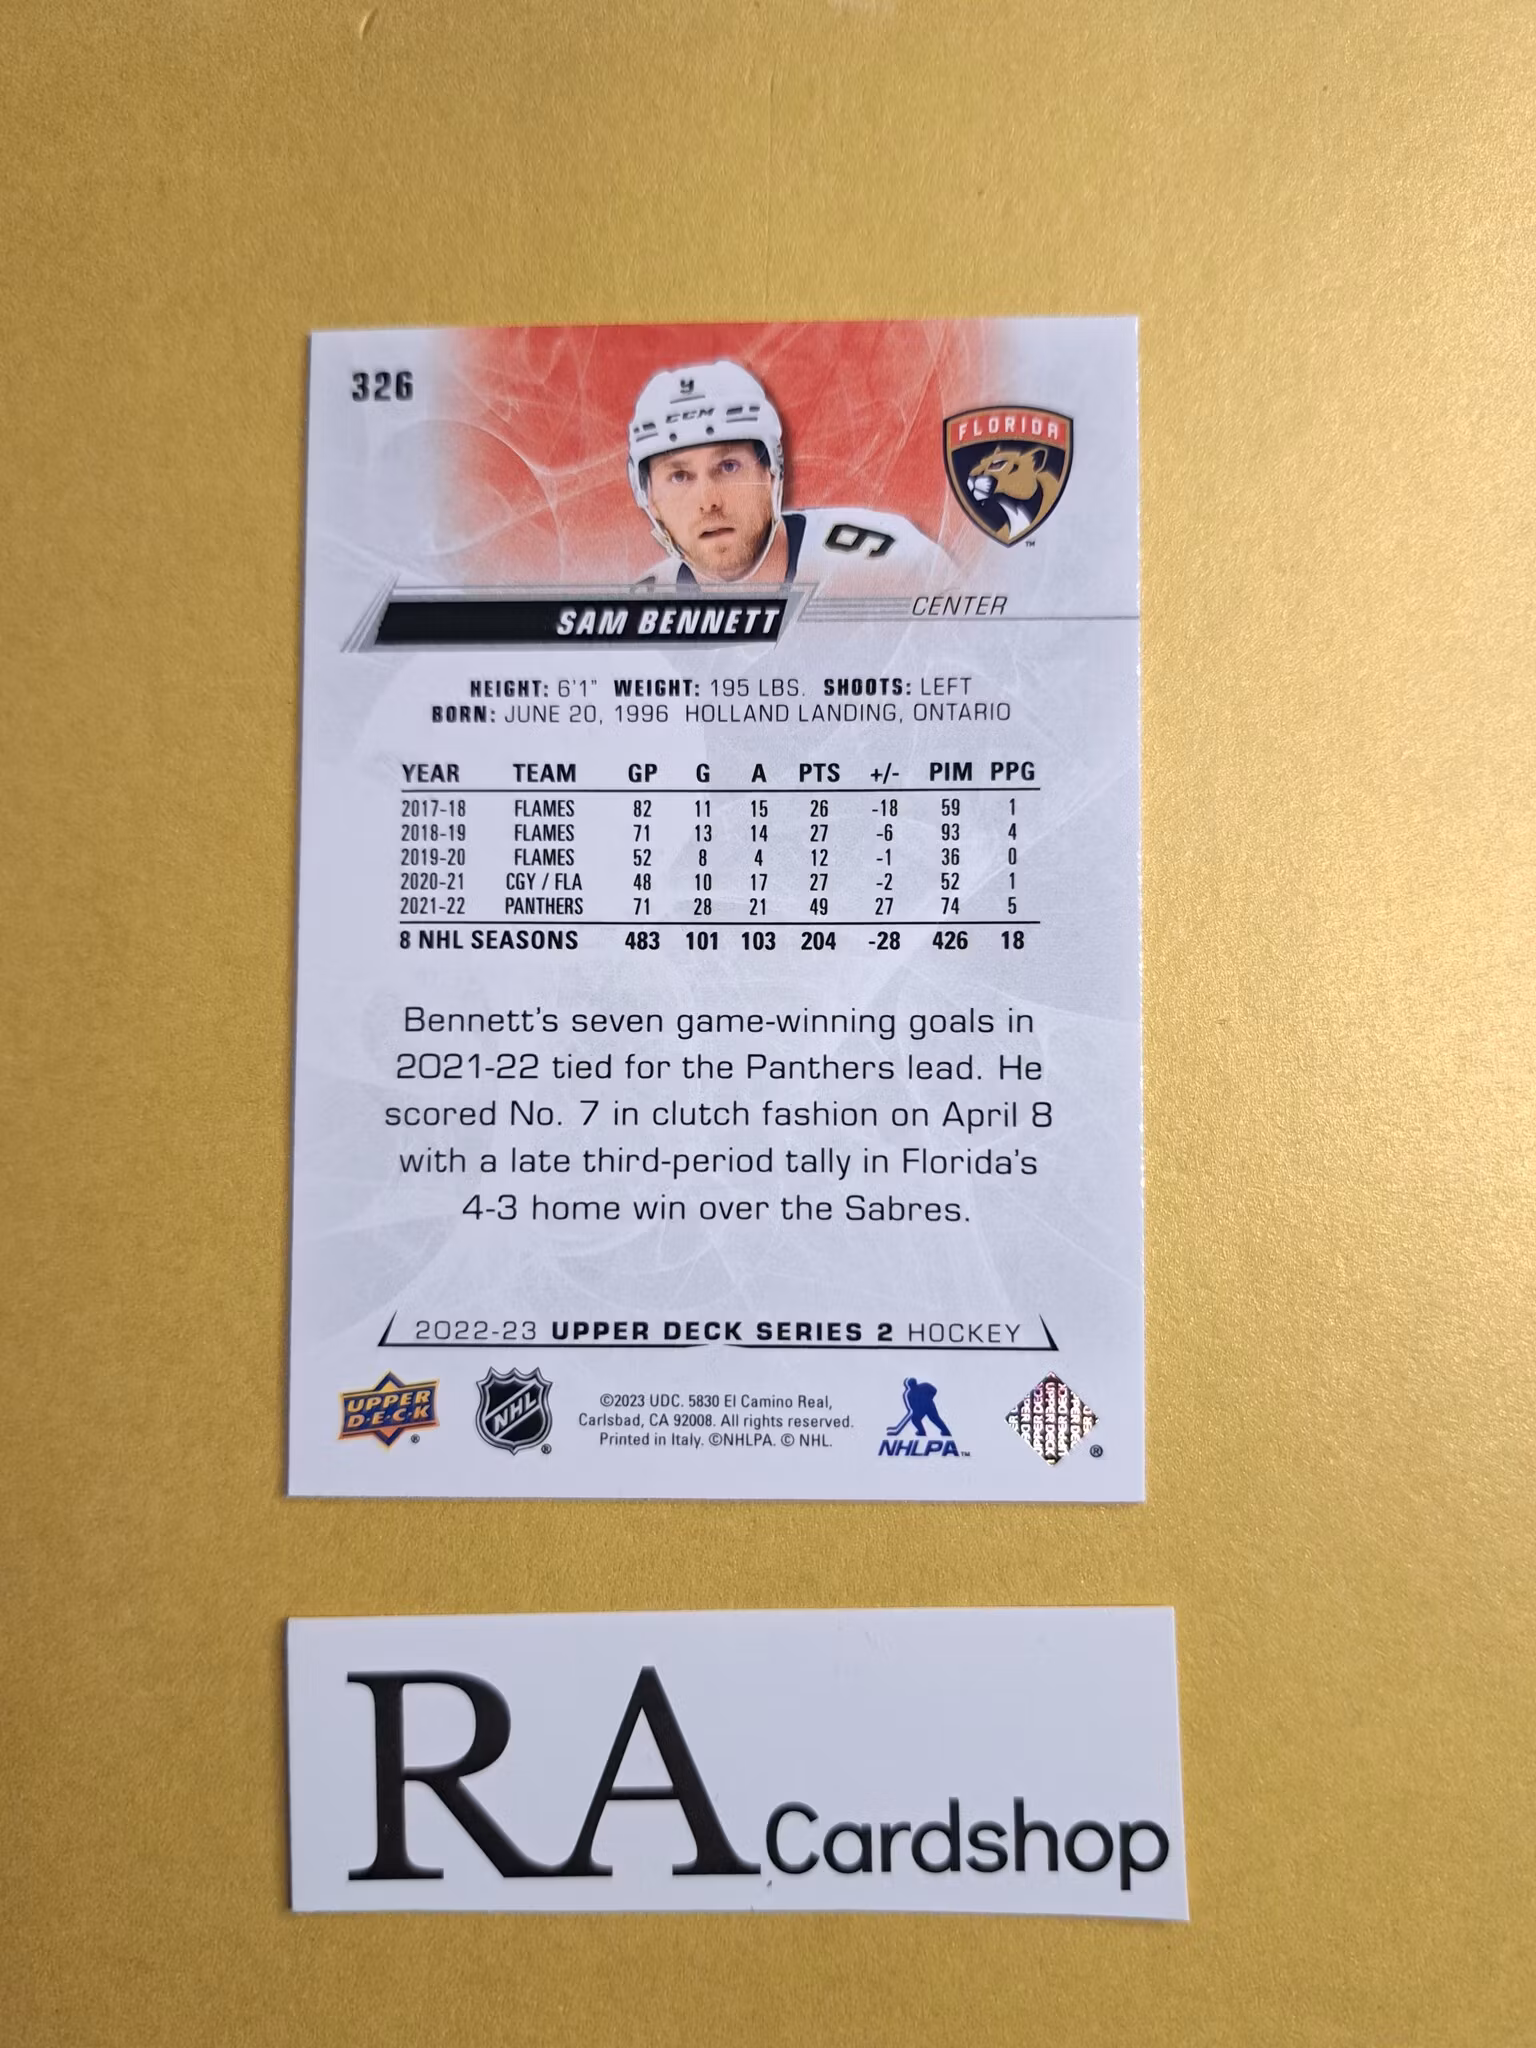 326
9
CCM
FLORIDA
TM
9
SAM BENNETT
CENTER
HEIGHT: 6'1" WEIGHT: 195 LBS. SHOOTS: LEFT
BORN: JUNE 20, 1996 HOLLAND LANDING, ONTARIO
YEAR TEAM GP G A PTS +/- PIM PPG
2017-18 FLAMES 82 11 15 26 -18 59 1
2018-19 FLAMES 71 13 14 27 -6 93 4
2019-20 FLAMES 52 8 4 12 -1 36 0
2020-21 CGY / FLA 48 10 17 27 -2 52 1
2021-22 PANTHERS 71 28 21 49 27 74 5
8 NHL SEASONS 483 101 103 204 -28 426 18
Bennett's seven game-winning goals in
2021-22 tied for the Panthers lead. He
scored No. 7 in clutch fashion on April 8
with a late third-period tally in Florida's
4-3 home win over the Sabres.
2022-23 UPPER DECK SERIES 2 HOCKEY
UPPER
D·E·C·K
®
NHL
®
©2023 UDC. 5830 El Camino Real,
Carlsbad, CA 92008. All rights reserved.
Printed in Italy. ©NHLPA. © NHL.
NHLPA™
UPPER DECK
®
RA Cardshop